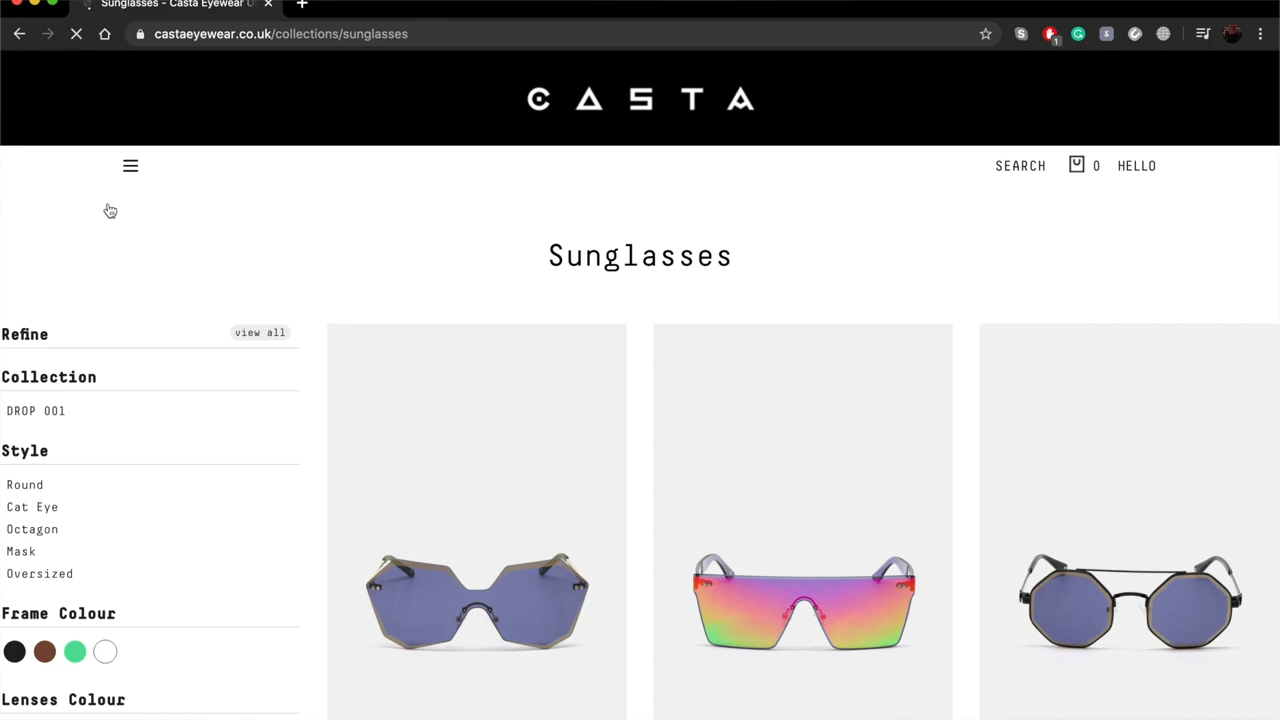 Sunglasses - Casta Eyewear
castaeyewear.co.uk/collections/sunglasses
1
CASTA
SEARCH 0 HELLO
Sunglasses
Refine view all
Collection
DROP 001
Style
Round
Cat Eye
Octagon
Mask
Oversized
Frame Colour
Lenses Colour